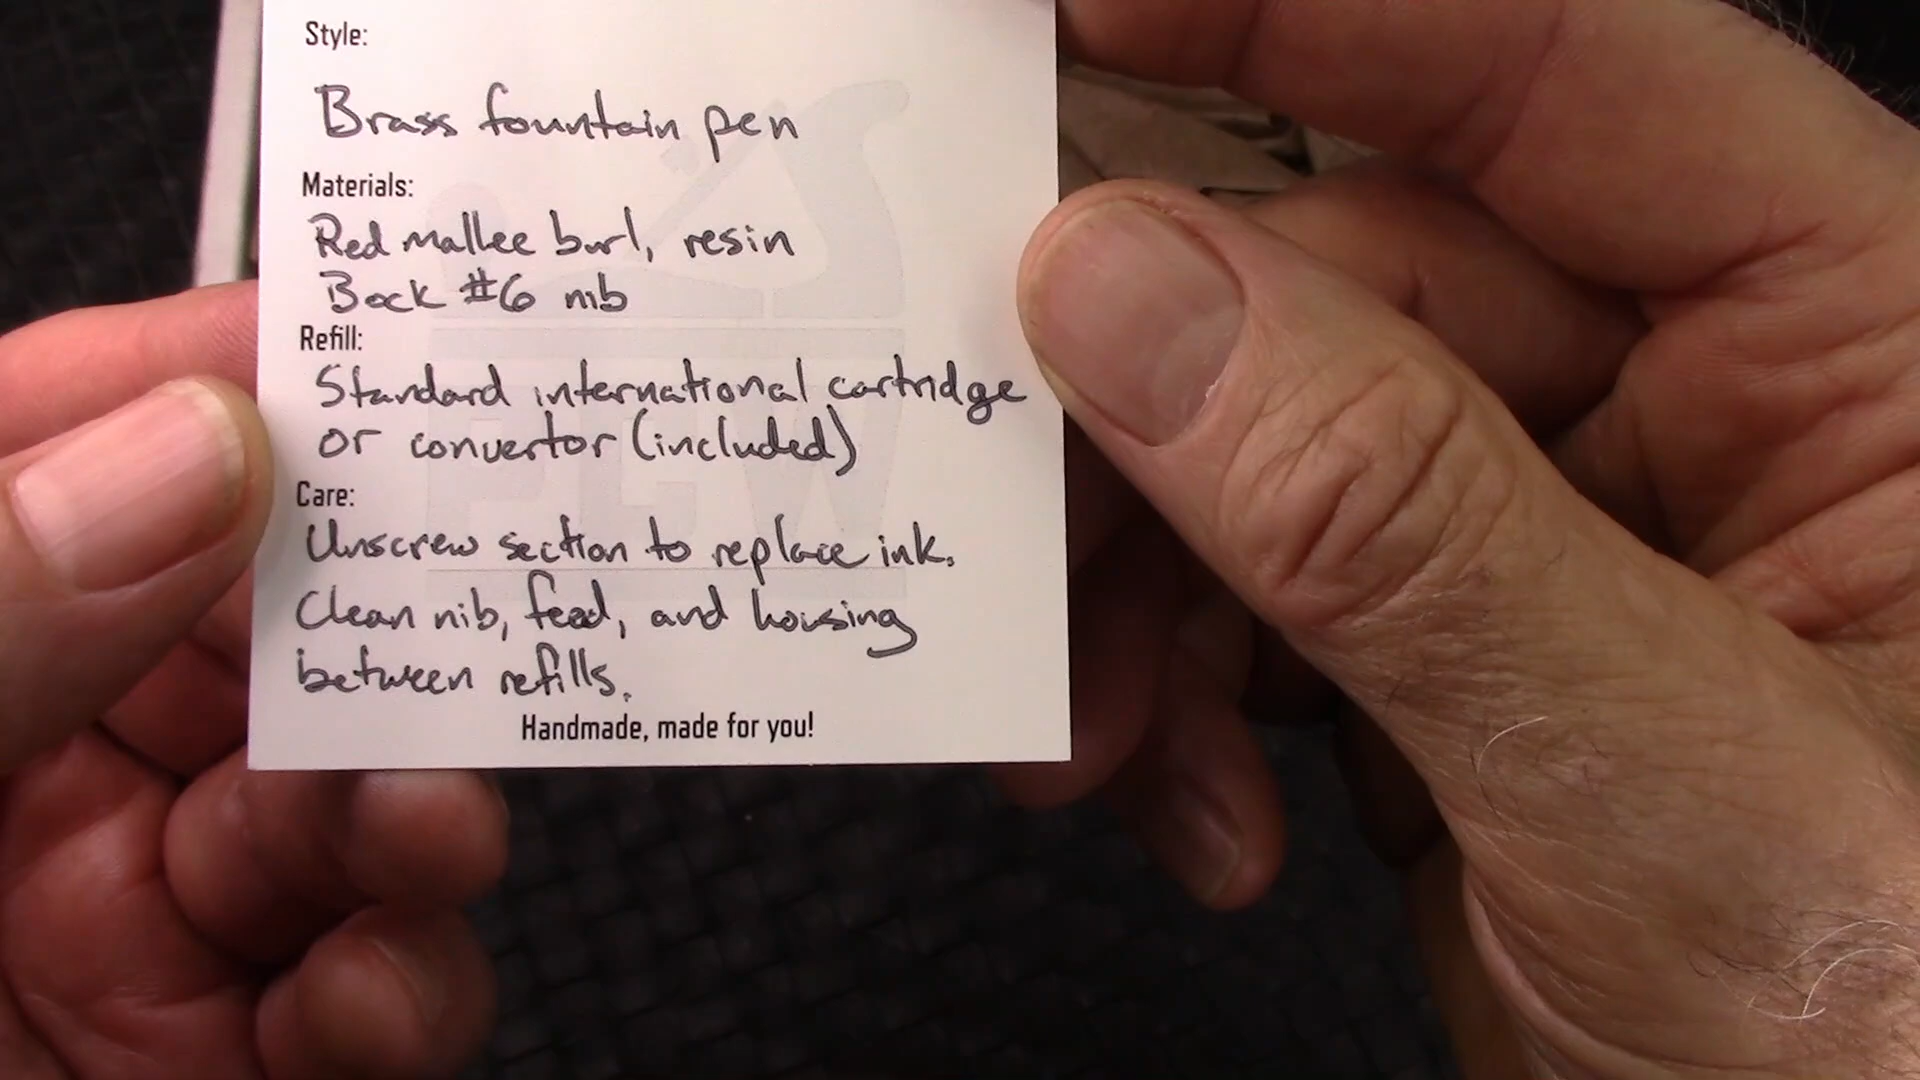 Style:
Brass fountain pen
Materials:
Red mallee burl, resin
Bock #6 nib
Refill:
Standard international cartridge
or convertor (included)
Care:
Unscrew section to replace ink.
Clean nib, feed, and housing
between refills.
Handmade, made for you!
PGW